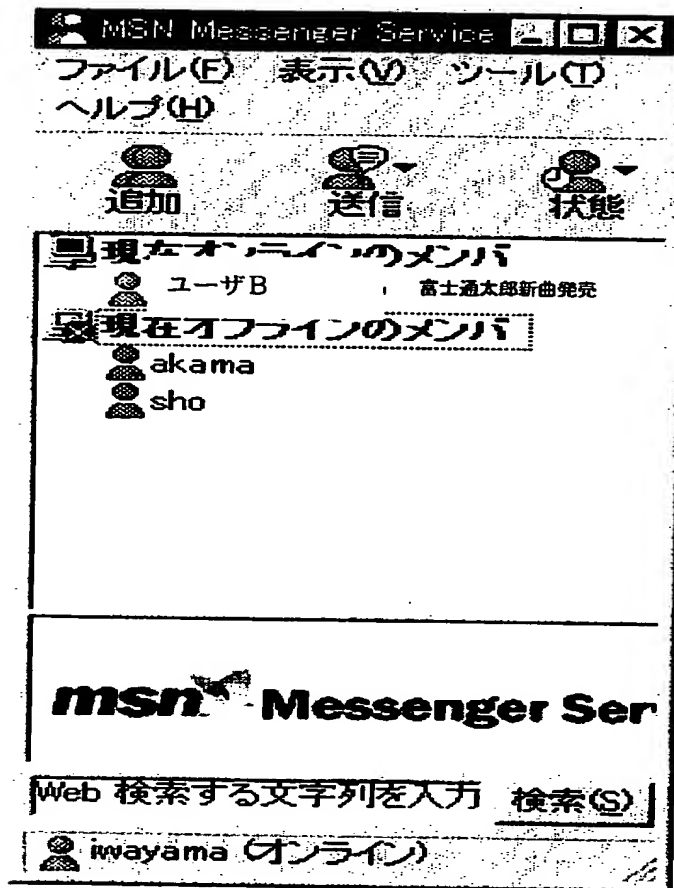 MSN Messenger Service
ファイル(F) 表示(V) ツール(T)
ヘルプ(H)
追加 送信 状態
現在オンラインのメンバ
ユーザB 富士通太郎新曲発売
現在オフラインのメンバ
akama
sho
msn Messenger Ser
Web 検索する文字列を入力 検索(S)
iwayama (オンライン)